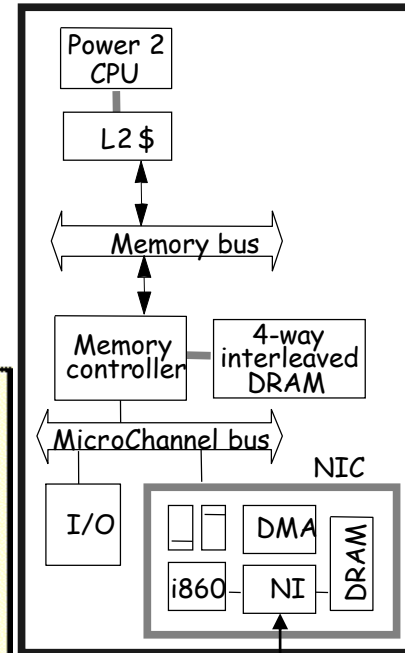 Power 2
CPU
L2 $
Memory bus
Memory
controller
4-way
interleaved
DRAM
MicroChannel bus
NIC
I/O
DMA
DRAM
i860
NI